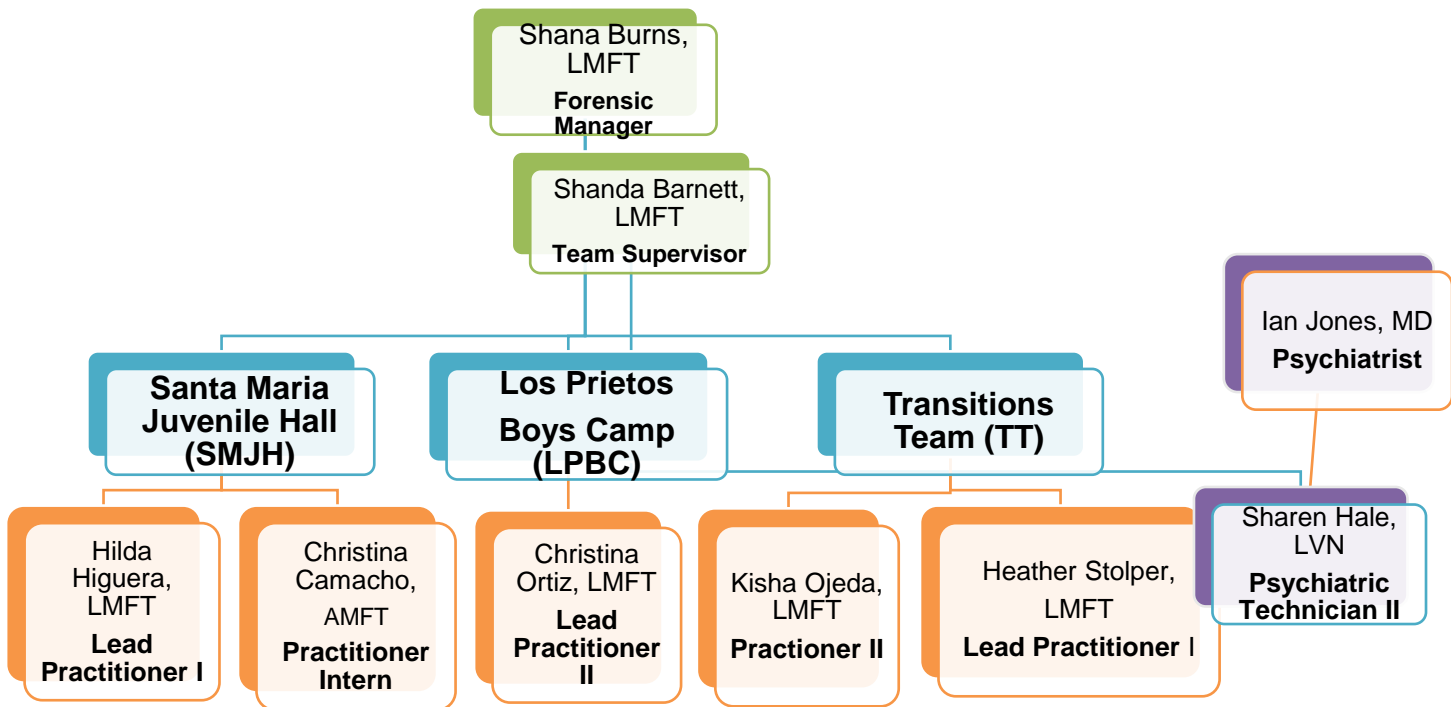 Shana Burns,
LMFT
Forensic
Manager
Shanda Barnett,
LMFT
Team Supervisor
Ian Jones, MD
Psychiatrist
Santa Maria
Juvenile Hall
(SMJH)
Los Prietos
Boys Camp
(LPBC)
Transitions
Team (TT)
Hilda
Higuera,
LMFT
Lead
Practitioner I
Christina
Camacho,
AMFT
Practitioner
Intern
Christina
Ortiz, LMFT
Lead
Practitioner
II
Kisha Ojeda,
LMFT
Practioner II
Heather Stolper,
LMFT
Lead Practitioner I
Sharen Hale,
LVN
Psychiatric
Technician II